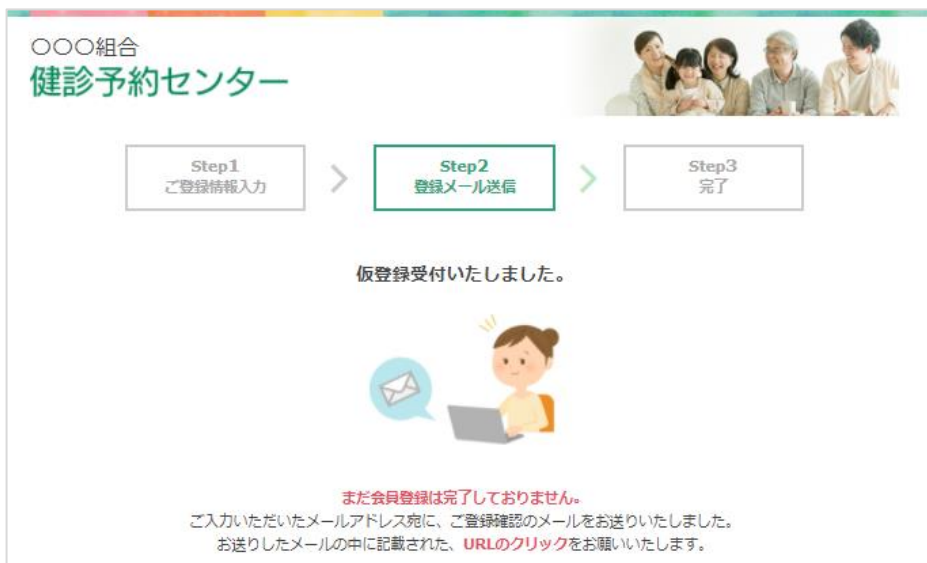 〇〇〇組合
健診予約センター
Step1
ご登録情報入力
Step2
登録メール送信
Step3
完了
仮登録受付いたしました。
まだ会員登録は完了しておりません。
ご入力いただいたメールアドレス宛に、ご登録確認のメールをお送りいたしました。
お送りしたメールの中に記載された、URLのクリックをお願いいたします。